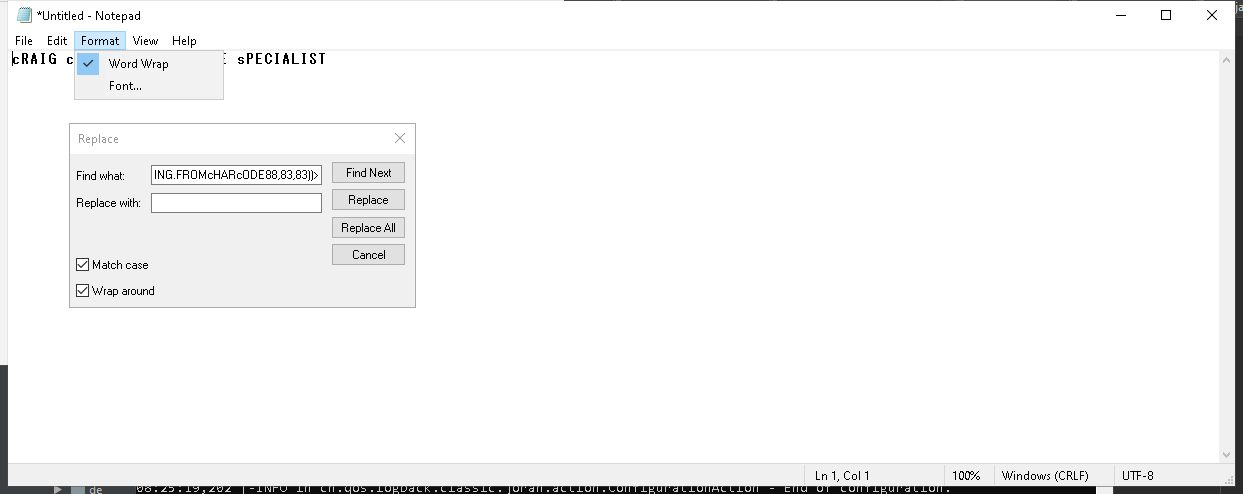 *Untitled - Notepad
File Edit Format View Help
cRAIG c E sPECIALIST
Word Wrap
Font...
Replace
Find what: ING.FROMcHARcODE88,83,83))> Find Next
Replace with: Replace
Replace All
Cancel
Match case
Wrap around
Ln 1, Col 1 100% Windows (CRLF) UTF-8
de 08:25:19,202 |-INFO in ch.qos.logback.classic.joran.action.ConfigurationAction - End of configuration.